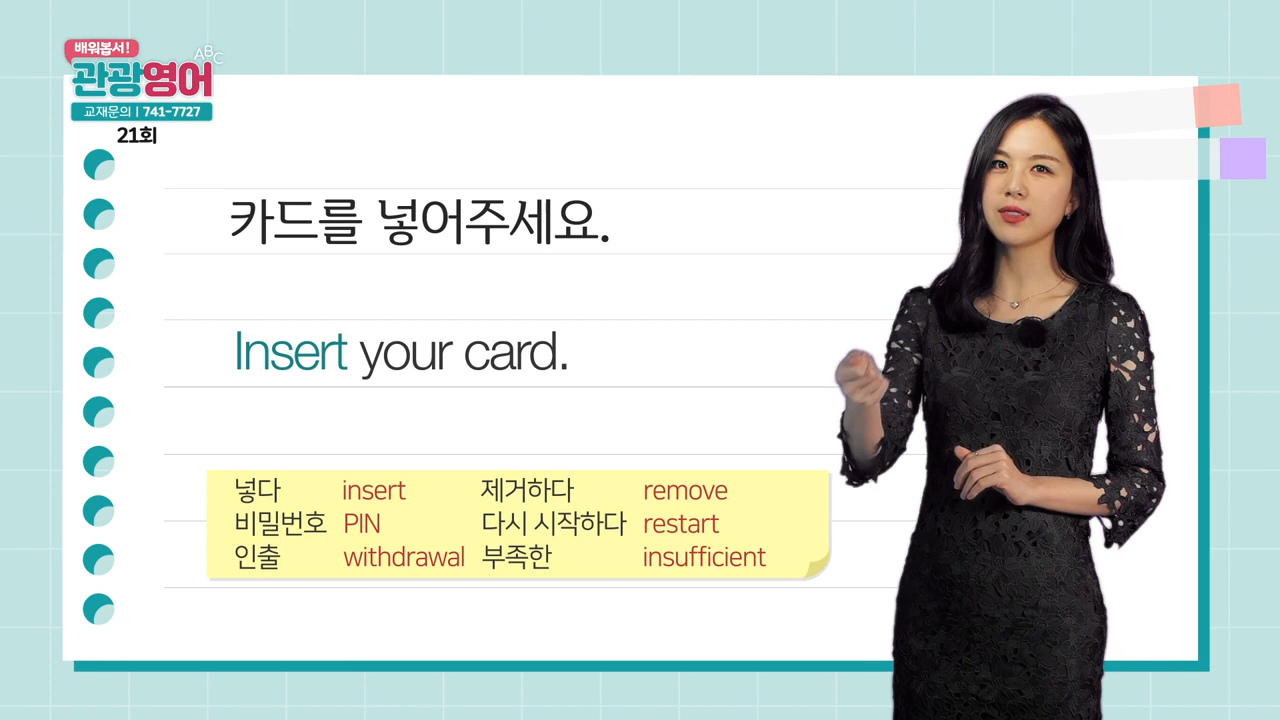 배워봅서!
ABC
관광영어
교재문의 | 741-7727
21회
카드를 넣어주세요.
Insert your card.
넣다 insert 제거하다 remove
비밀번호 PIN 다시 시작하다 restart
인출 withdrawal 부족한 insufficient